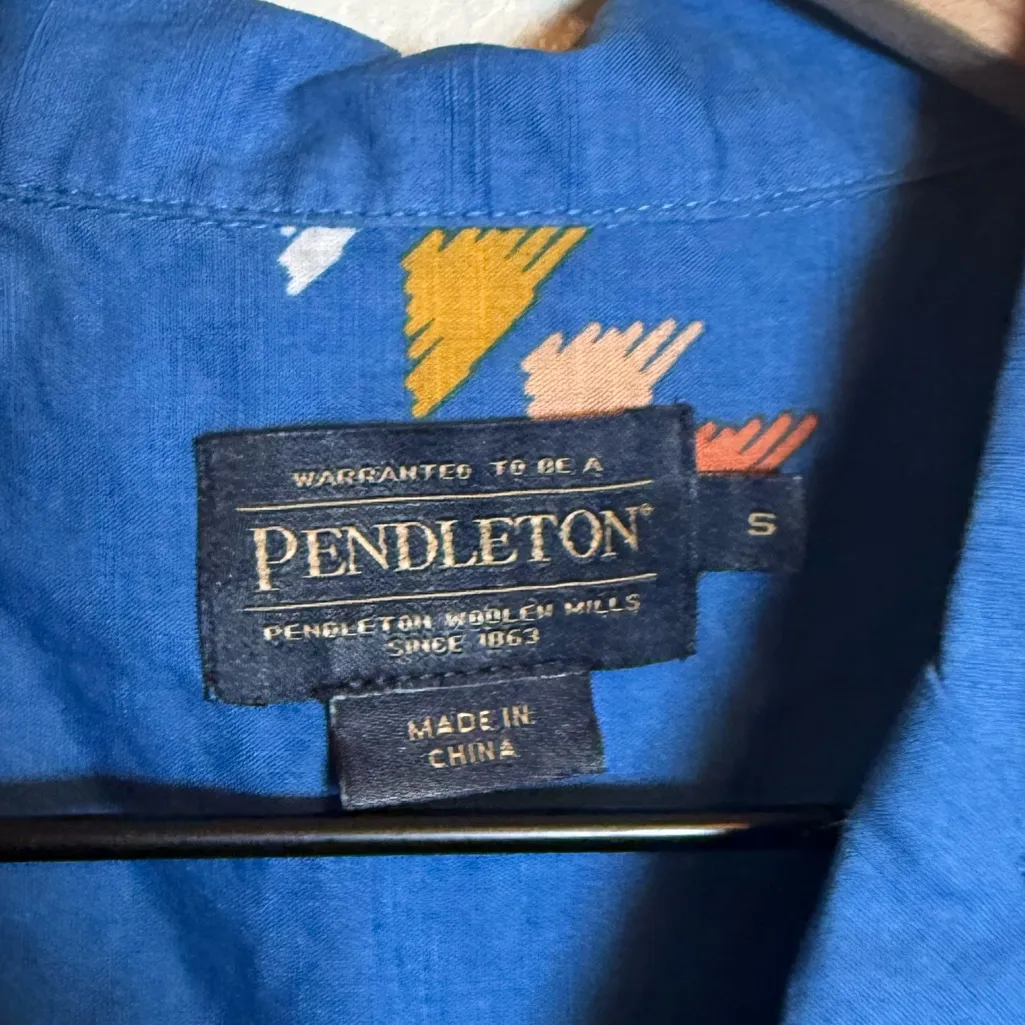 WARRANTED TO BE A
PENDLETON®
PENDLETON WOOLEN MILLS
SINCE 1863
S
MADE IN
CHINA